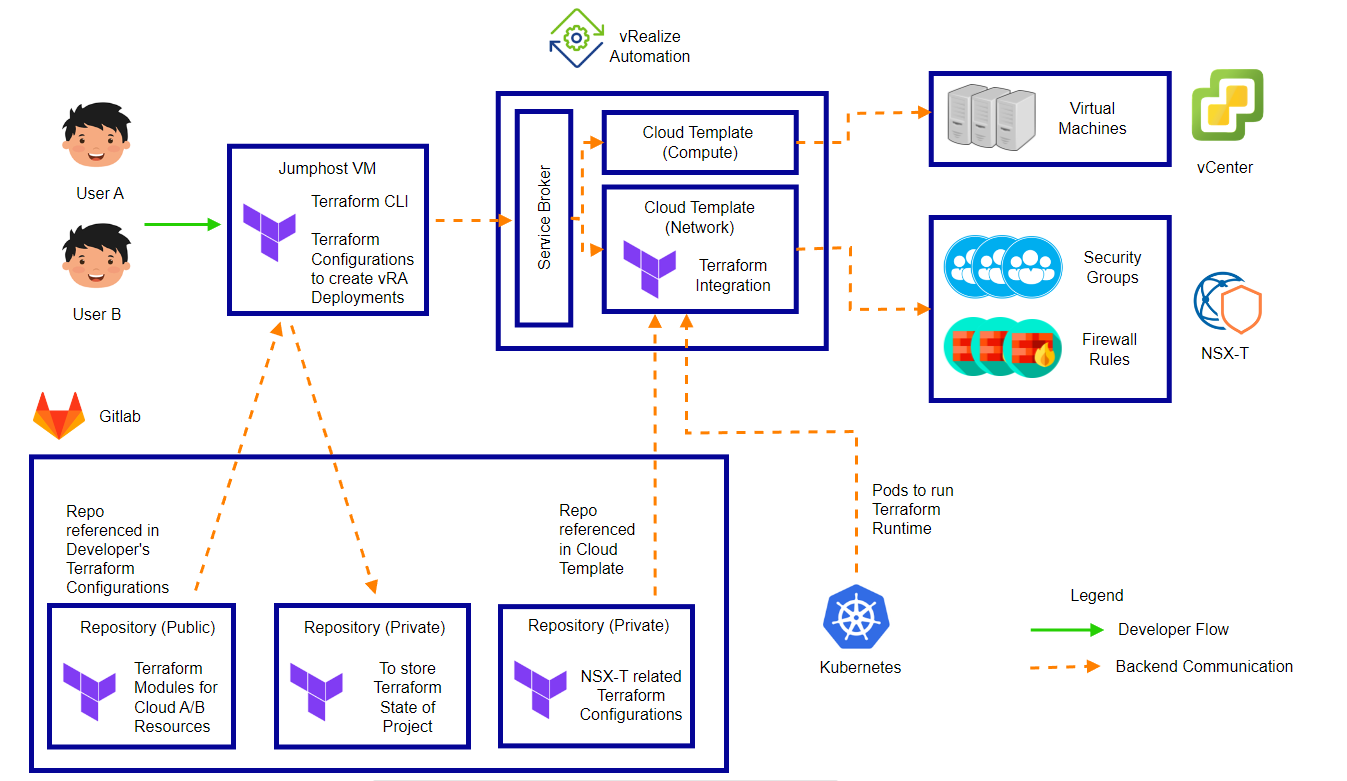 vRealize
Automation
User A
User B
Jumphost VM
Terraform CLI
Terraform
Configurations
to create vRA
Deployments
Service Broker
Cloud Template
(Compute)
Cloud Template
(Network)
Terraform
Integration
Virtual
Machines
vCenter
Security
Groups
Firewall
Rules
NSX-T
Gitlab
Repo
referenced in
Developer's
Terraform
Configurations
Repo
referenced
in Cloud
Template
Pods to run
Terraform
Runtime
Kubernetes
Repository (Public)
Terraform
Modules for
Cloud A/B
Resources
Repository (Private)
To store
Terraform
State of
Project
Repository (Private)
NSX-T related
Terraform
Configurations
Legend
Developer Flow
Backend Communication